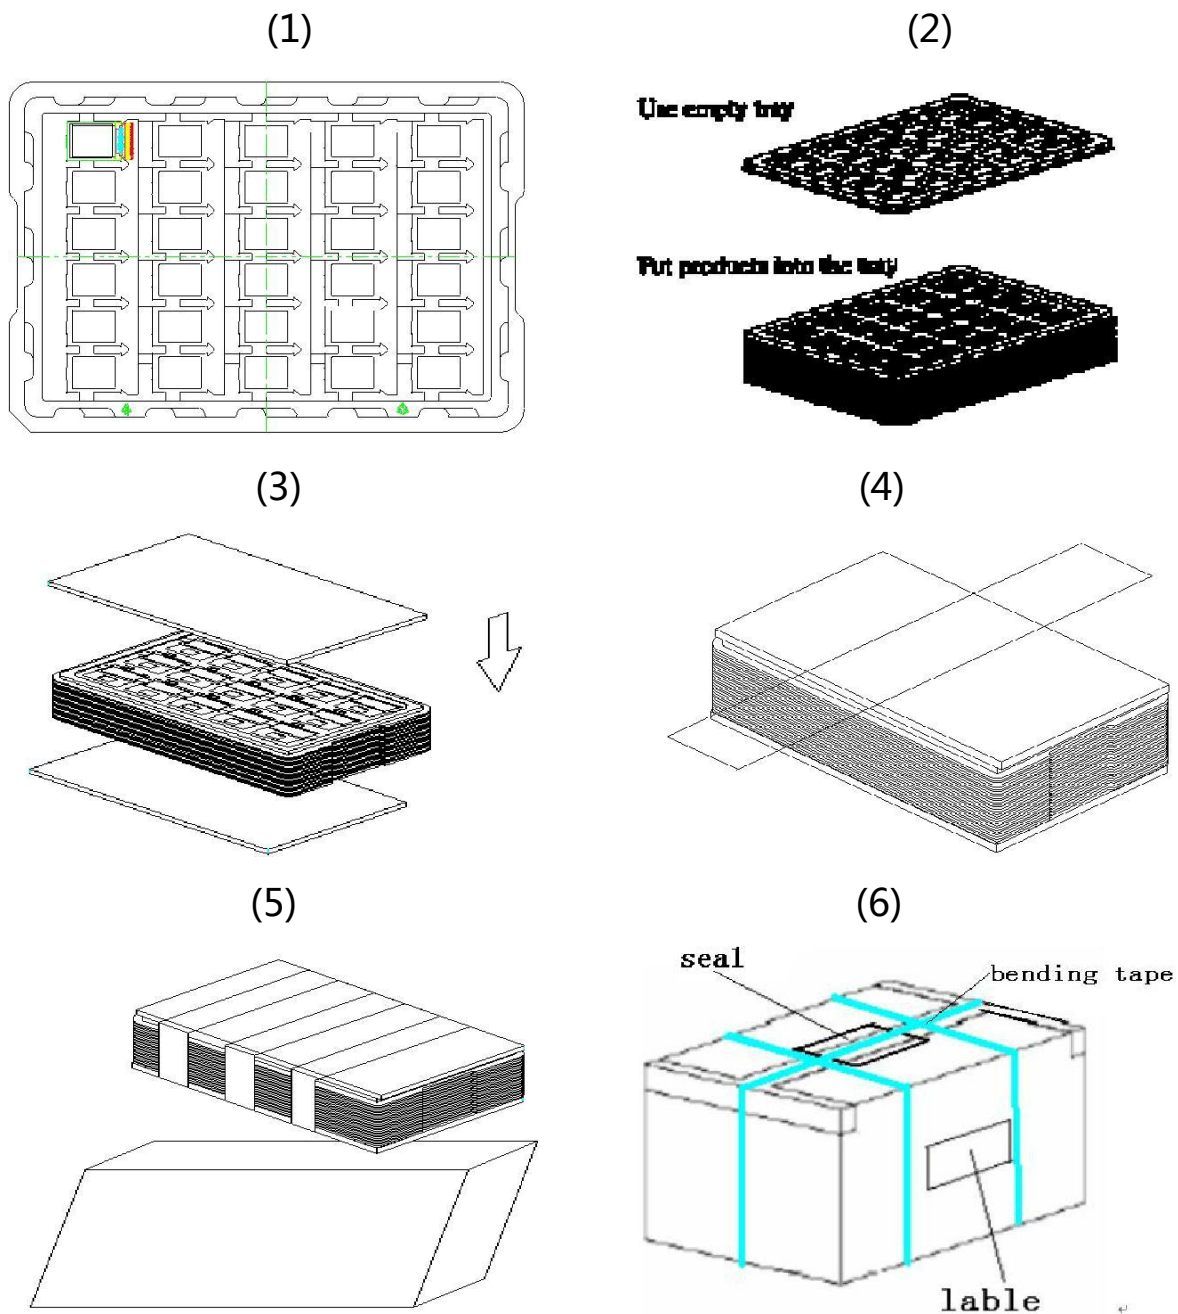 (1)
(2)
Use empty tray
Put products into the tray
(3)
(4)
(5)
(6)
seal
bending tape
lable